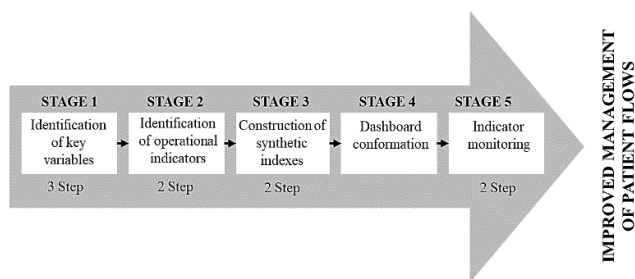 STAGE 1
Identification
of key
variables
3 Step
STAGE 2
Identification
of operational
indicators
2 Step
STAGE 3
Construction of
synthetic
indexes
2 Step
STAGE 4
Dashboard
conformation
STAGE 5
Indicator
monitoring
2 Step
IMPROVED MANAGEMENT
OF PATIENT FLOWS